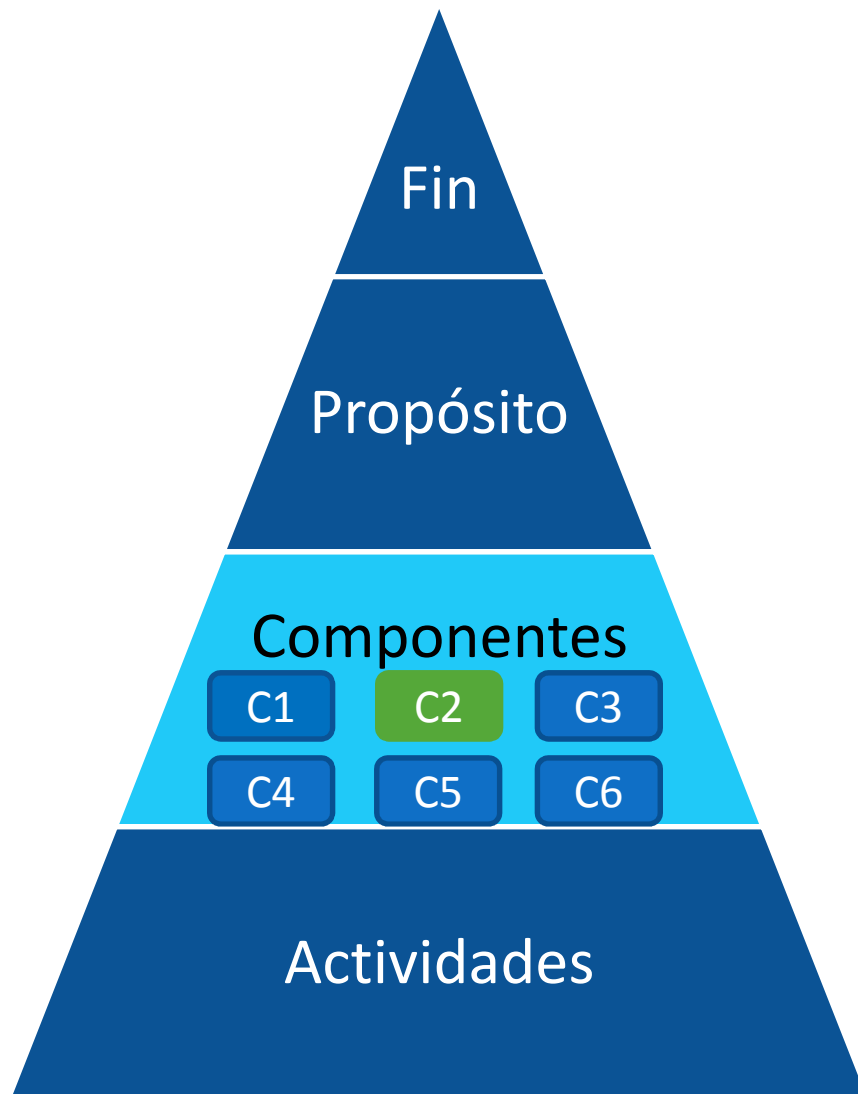 Fin
Propósito
Componentes
C1 C2 C3
C4 C5 C6
Actividades